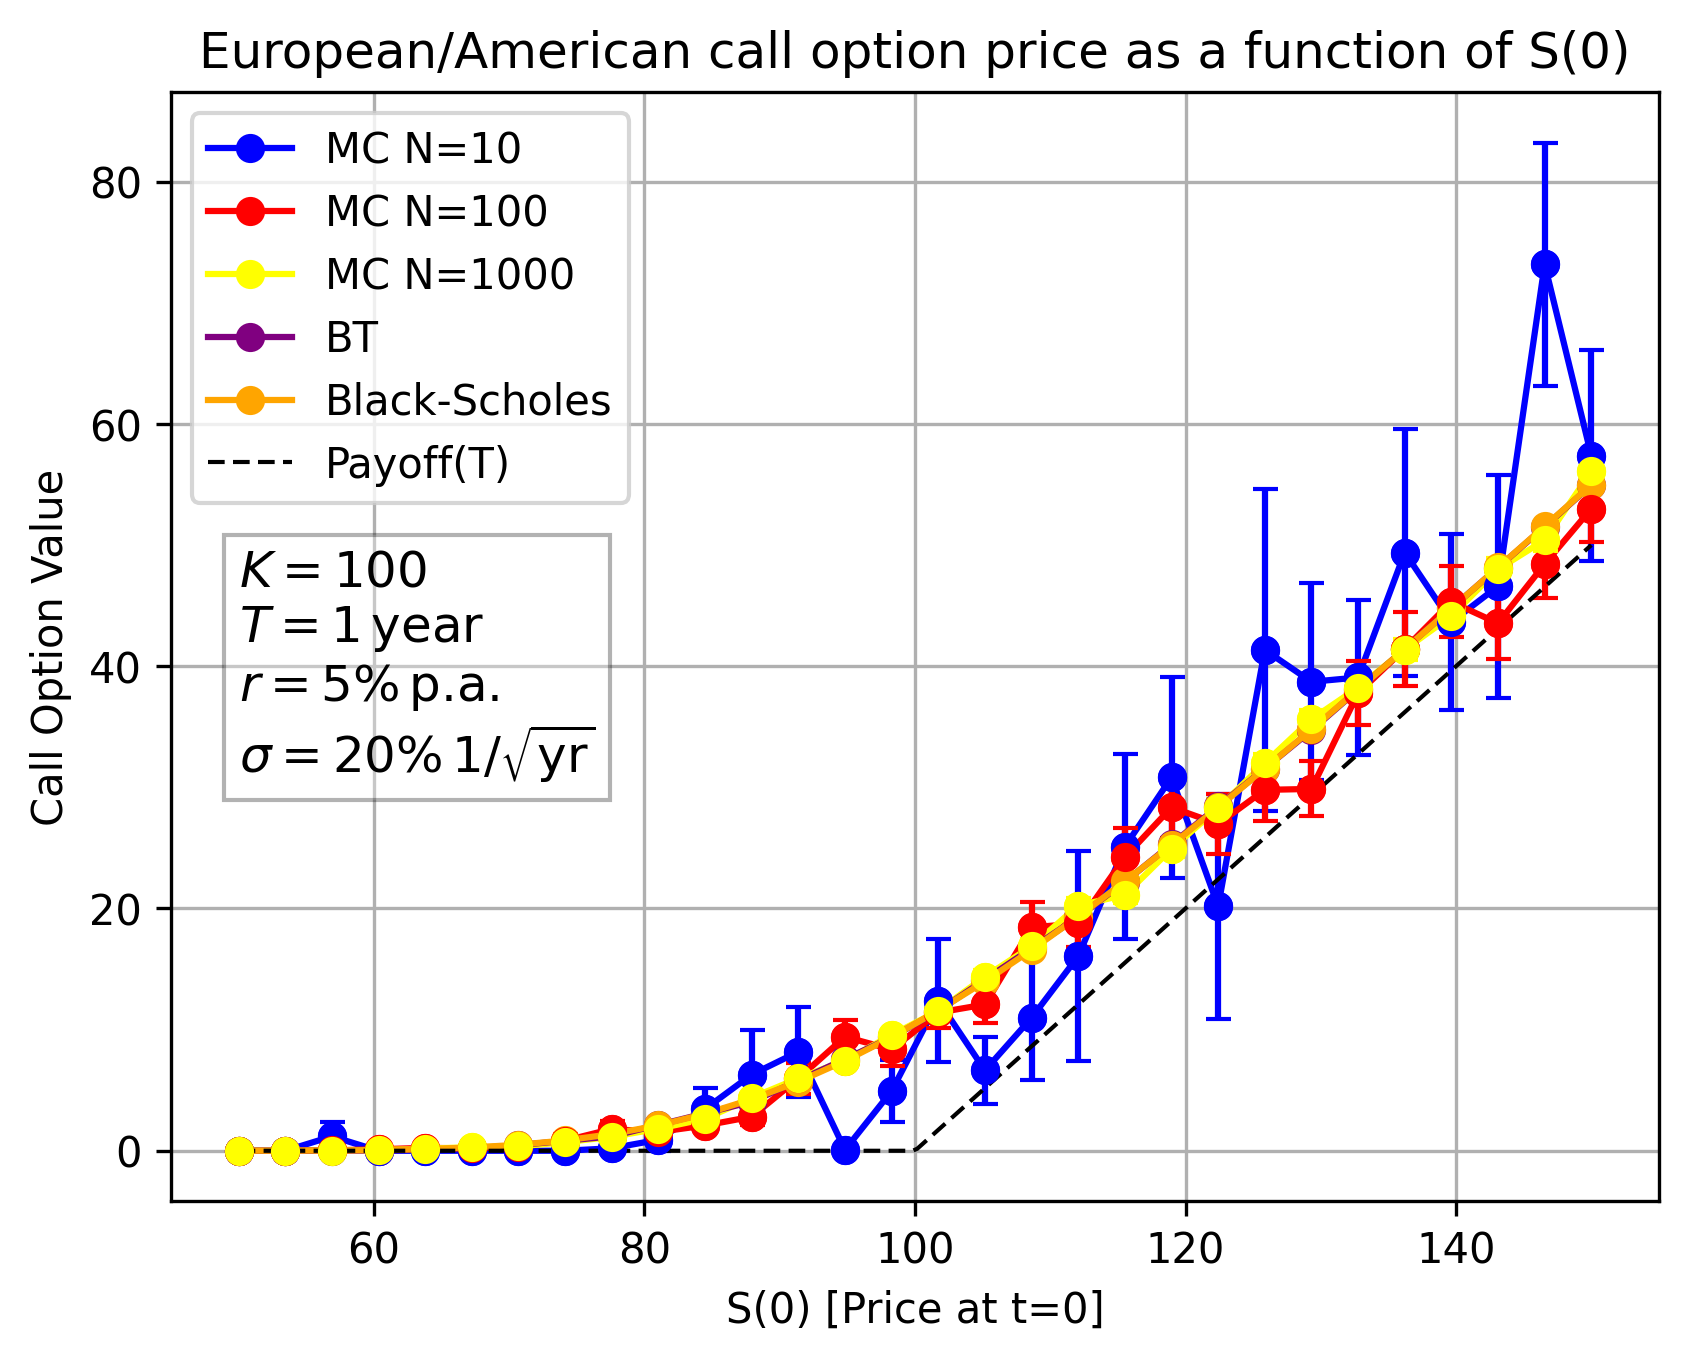 European/American call option price as a function of S(0)
MC N=10
MC N=100
MC N=1000
BT
Black-Scholes
Payoff(T)
K = 100
T = 1 year
r = 5% p.a.
σ = 20% 1/√yr
Call Option Value
80
60
40
20
0
60 80 100 120 140
S(0) [Price at t=0]